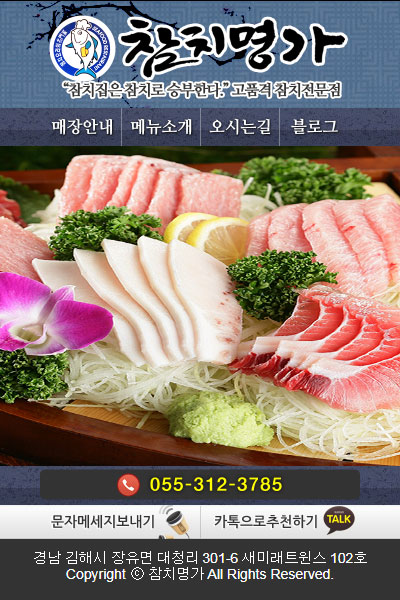 참치명가
"참치집은 참치로 승부한다." 고품격 참치전문점
매장안내 메뉴소개 오시는길 블로그
055-312-3785
문자메세지보내기 카톡으로추천하기 TALK
경남 김해시 장유면 대청리 301-6 새미래트윈스 102호
Copyright ⓒ 참치명가 All Rights Reserved.